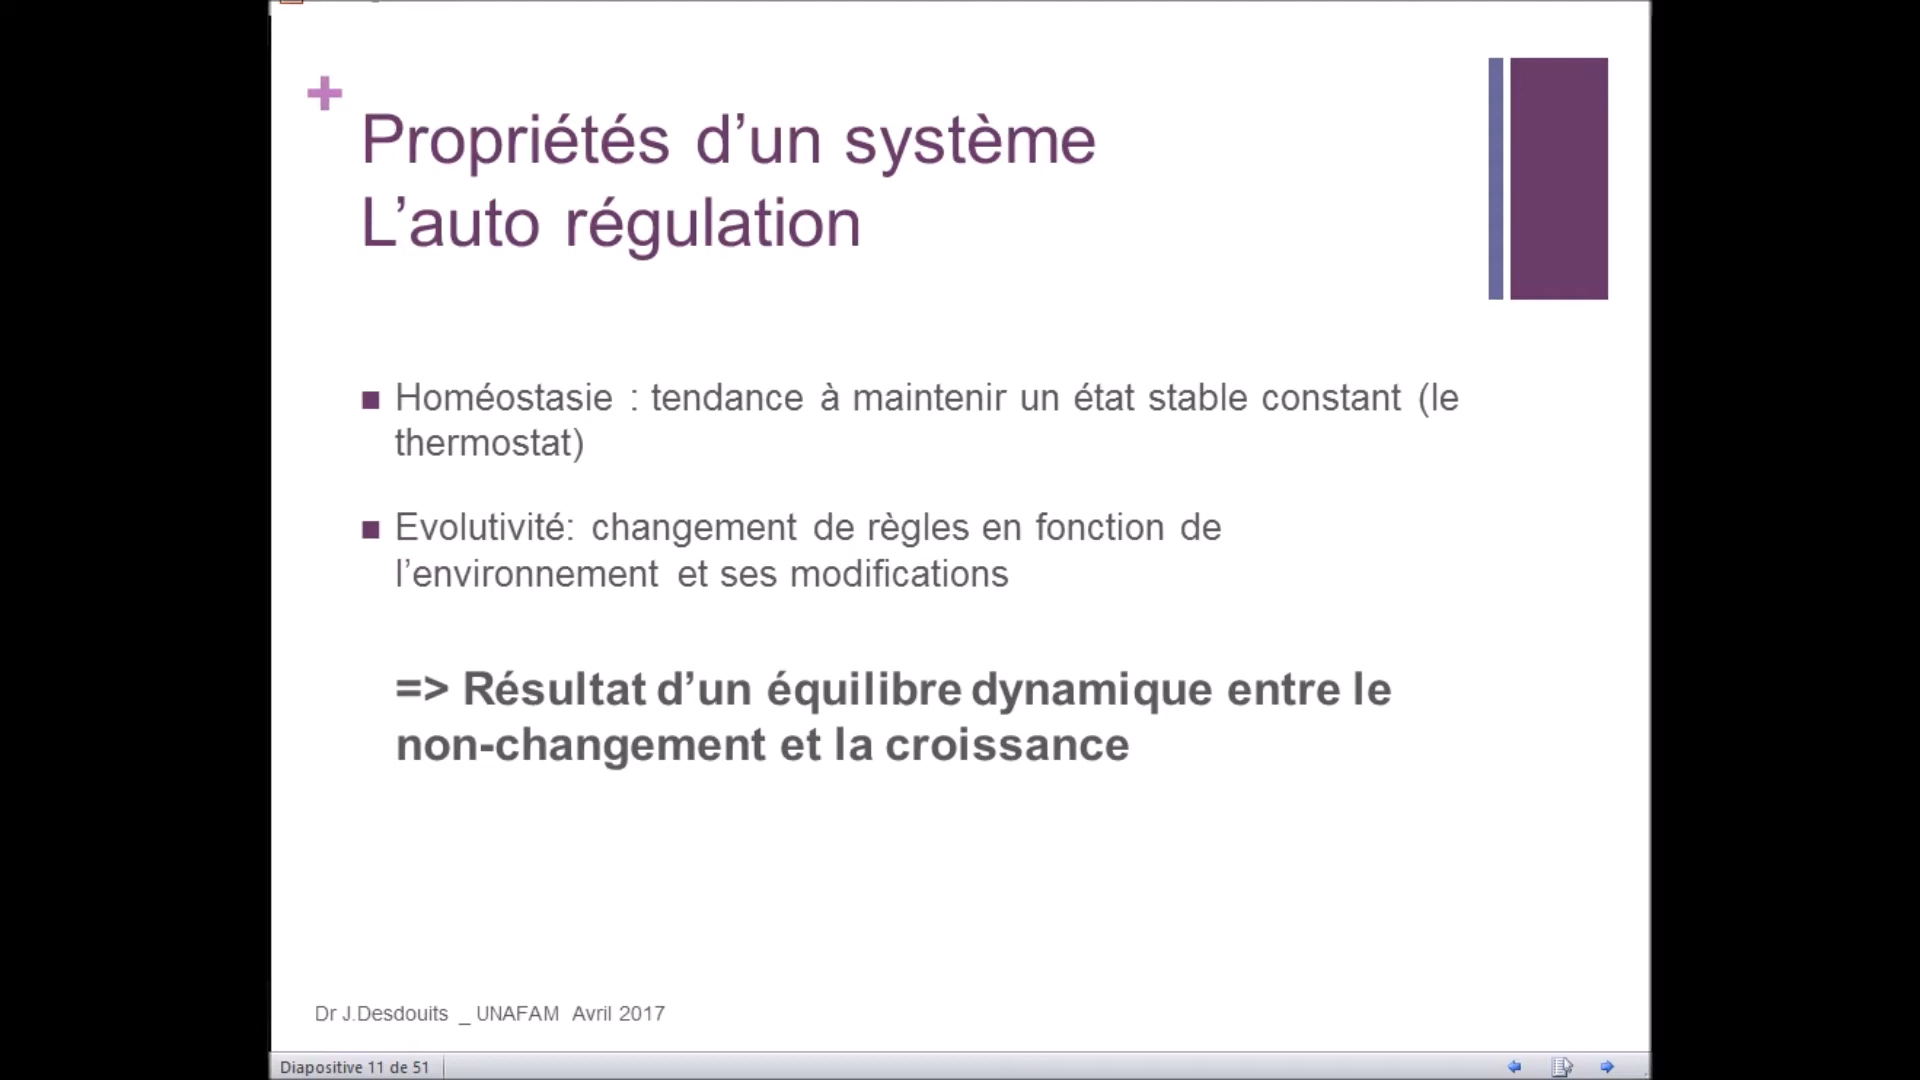 +
Propriétés d’un système
L’auto régulation
Homéostasie : tendance à maintenir un état stable constant (le
thermostat)
Evolutivité: changement de règles en fonction de
l’environnement et ses modifications
=> Résultat d’un équilibre dynamique entre le
non-changement et la croissance
Dr J.Desdouits _ UNAFAM Avril 2017
Diapositive 11 de 51